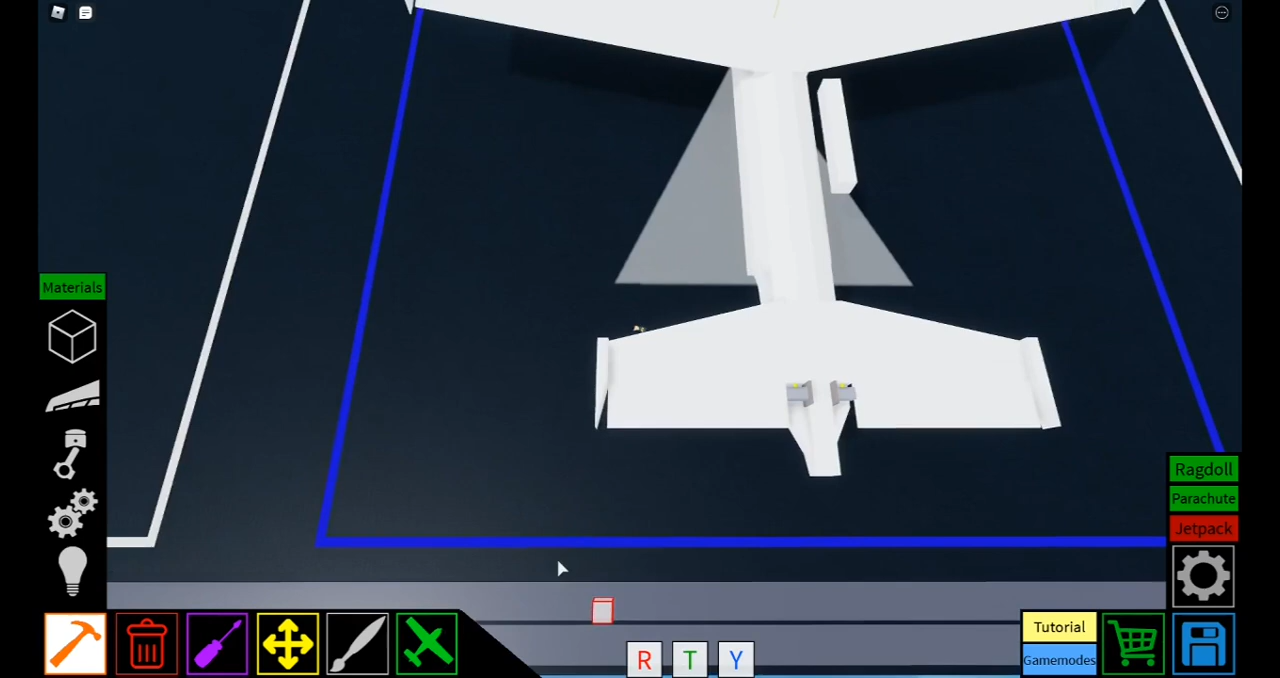 Materials
Ragdoll
Parachute
Jetpack
Tutorial
Gamemodes
R T Y